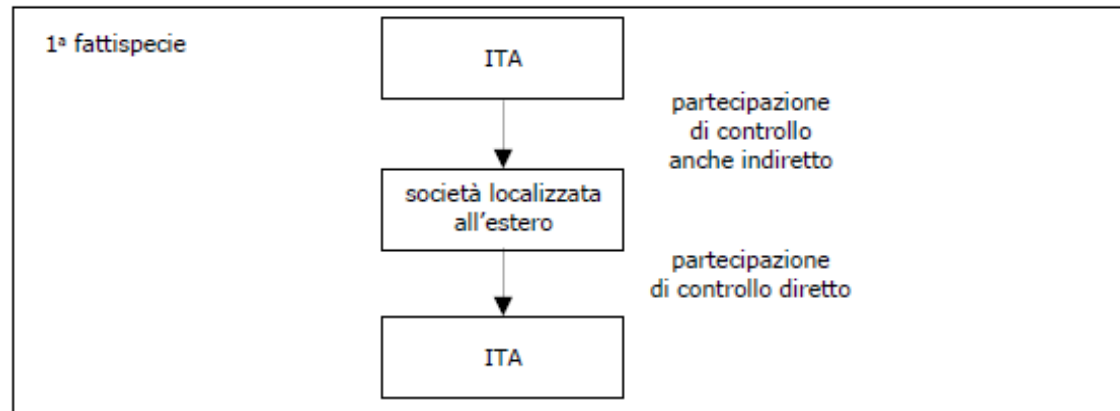 1ª fattispecie
ITA
partecipazione
di controllo
anche indiretto
società localizzata
all'estero
partecipazione
di controllo diretto
ITA